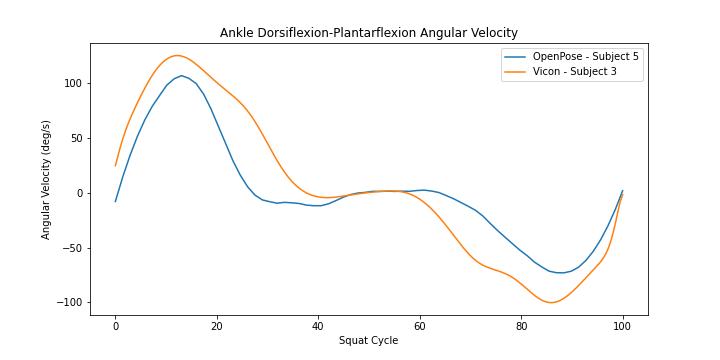 Ankle Dorsiflexion-Plantarflexion Angular Velocity
OpenPose - Subject 5
Vicon - Subject 3
Angular Velocity (deg/s)
100
50
0
−50
−100
0 20 40 60 80 100
Squat Cycle